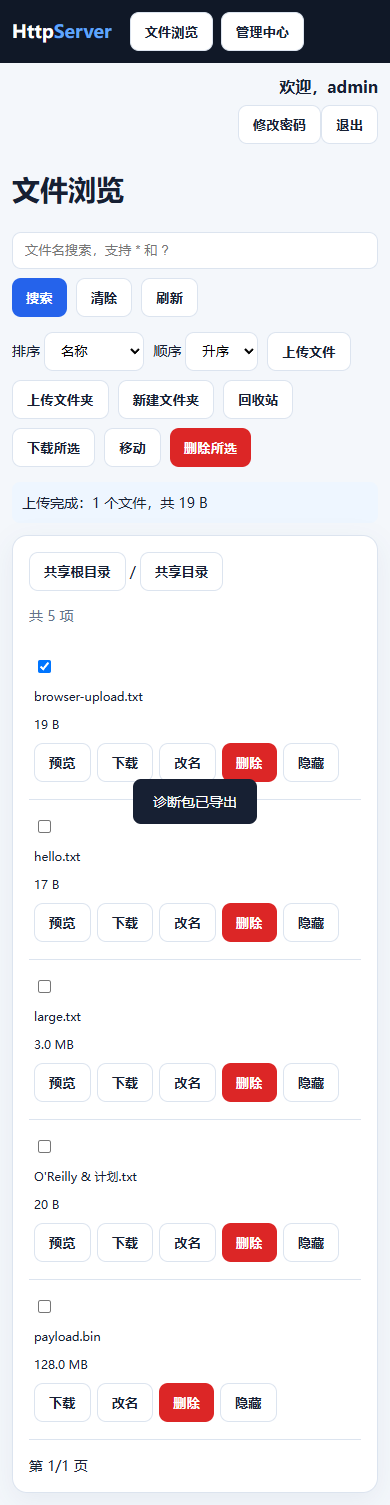 HttpServer 文件浏览 管理中心
欢迎，admin
修改密码 退出
文件浏览
文件名搜索，支持 * 和 ?
搜索 清除 刷新
排序 名称 顺序 升序 上传文件
上传文件夹 新建文件夹 回收站
下载所选 移动 删除所选
上传完成：1 个文件，共 19 B
共享根目录 / 共享目录
共 5 项
browser-upload.txt
19 B
预览 下载 改名 删除 隐藏
诊断包已导出
hello.txt
17 B
预览 下载 改名 删除 隐藏
large.txt
3.0 MB
预览 下载 改名 删除 隐藏
O'Reilly & 计划.txt
20 B
预览 下载 改名 删除 隐藏
payload.bin
128.0 MB
下载 改名 删除 隐藏
第 1/1 页